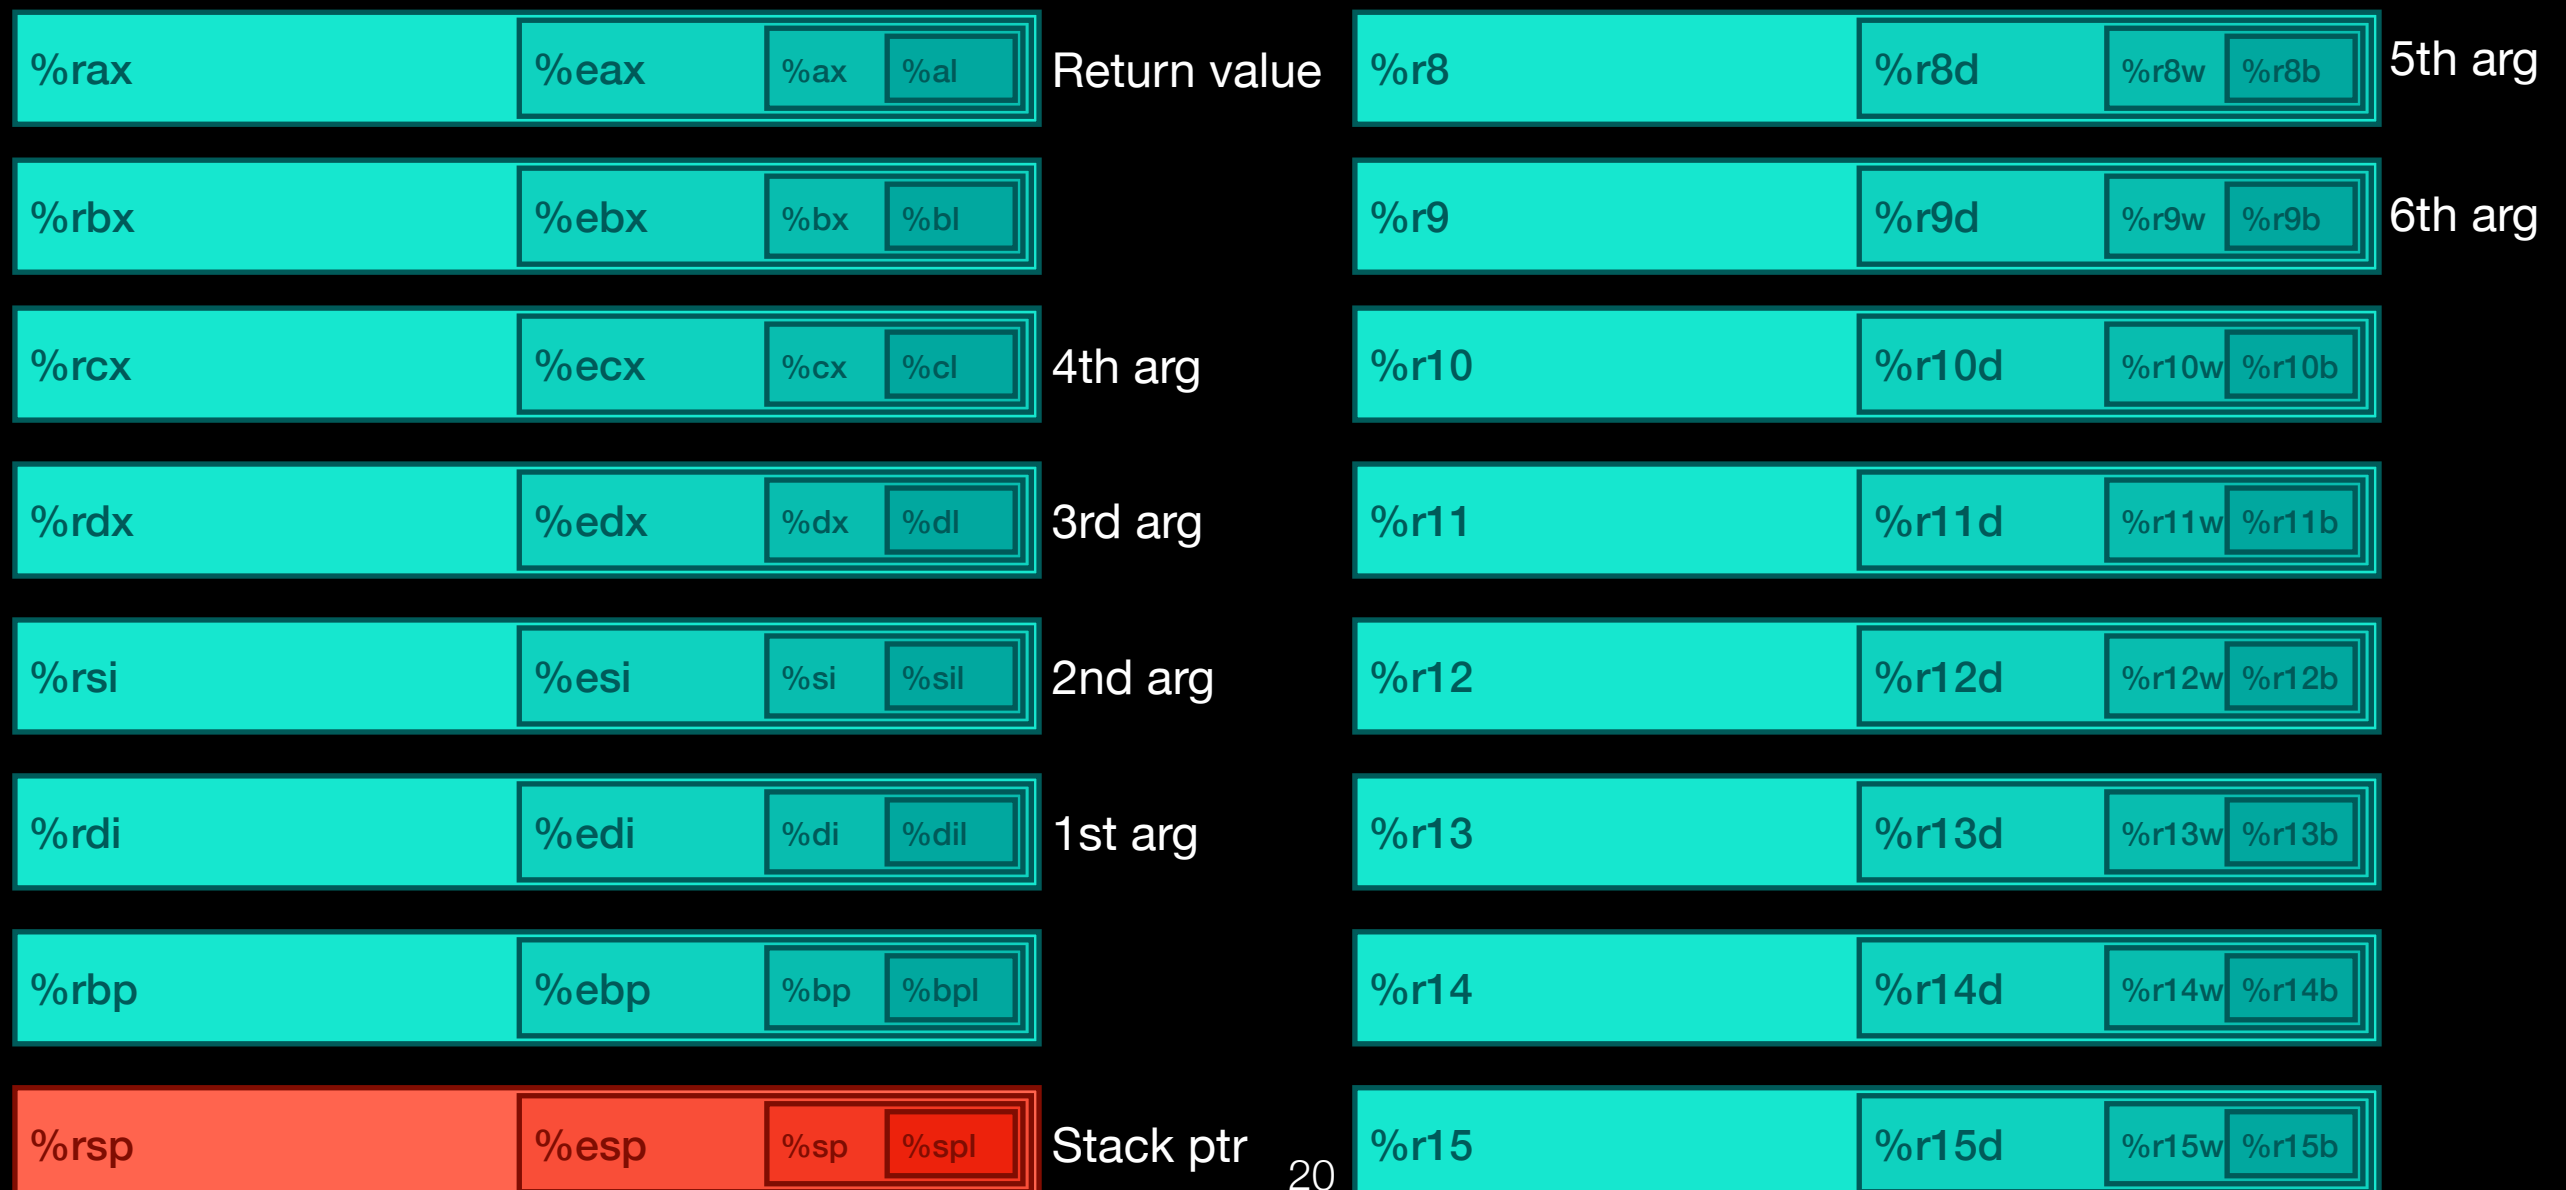 %rax %eax %ax %al Return value
%rbx %ebx %bx %bl
%rcx %ecx %cx %cl 4th arg
%rdx %edx %dx %dl 3rd arg
%rsi %esi %si %sil 2nd arg
%rdi %edi %di %dil 1st arg
%rbp %ebp %bp %bpl
%rsp %esp %sp %spl Stack ptr
%r8 %r8d %r8w %r8b 5th arg
%r9 %r9d %r9w %r9b 6th arg
%r10 %r10d %r10w %r10b
%r11 %r11d %r11w %r11b
%r12 %r12d %r12w %r12b
%r13 %r13d %r13w %r13b
%r14 %r14d %r14w %r14b
%r15 %r15d %r15w %r15b
20